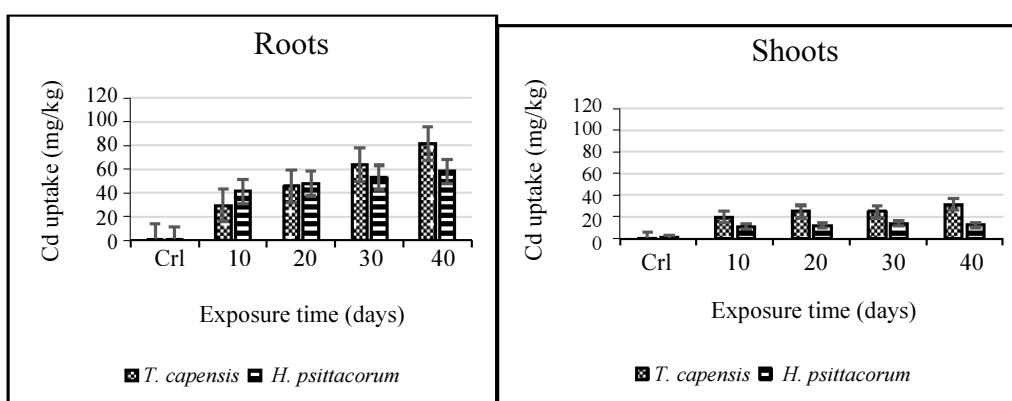 Roots
Cd uptake (mg/kg)
120
100
80
60
40
20
0
Crl 10 20 30 40
Exposure time (days)
T. capensis H. psittacorum
Shoots
Cd uptake (mg/kg)
120
100
80
60
40
20
0
Crl 10 20 30 40
Exposure time (days)
T. capensis H. psittacorum